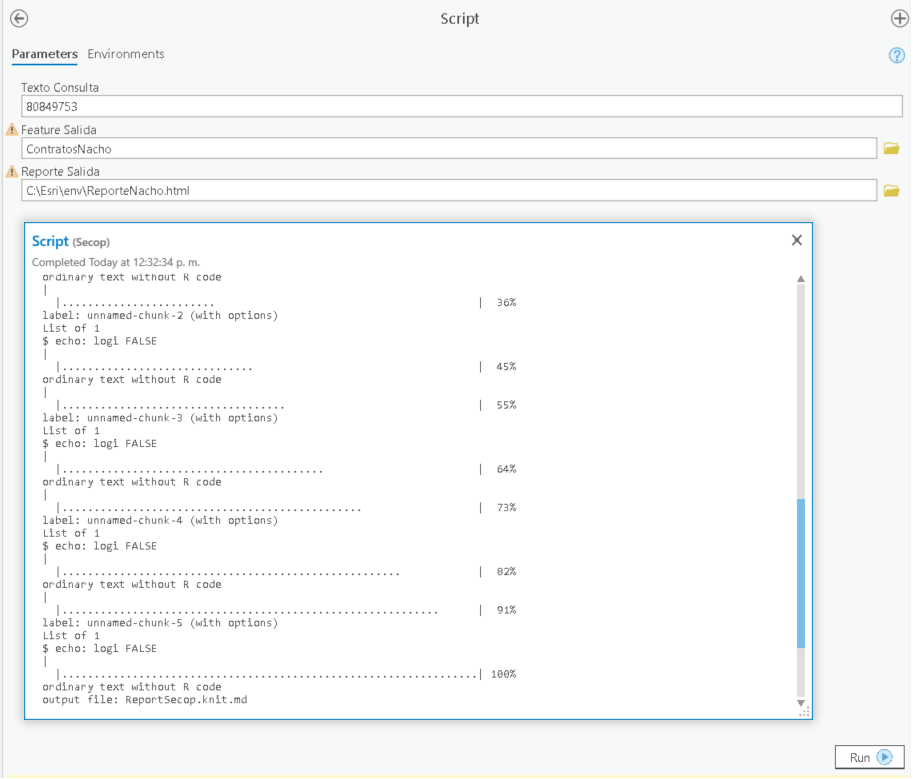 Script
Parameters Environments
Texto Consulta
80849753
Feature Salida
ContratosNacho
Reporte Salida
C:\Esri\env\ReporteNacho.html
Script (Secop)
Completed Today at 12:32:34 p. m.
ordinary text without R code
|
|........................ | 36%
label: unnamed-chunk-2 (with options)
List of 1
$ echo: logi FALSE
|
|.............................. | 45%
ordinary text without R code
|
|................................... | 55%
label: unnamed-chunk-3 (with options)
List of 1
$ echo: logi FALSE
|
|......................................... | 64%
ordinary text without R code
|
|............................................... | 73%
label: unnamed-chunk-4 (with options)
List of 1
$ echo: logi FALSE
|
|..................................................... | 82%
ordinary text without R code
|
|........................................................... | 91%
label: unnamed-chunk-5 (with options)
List of 1
$ echo: logi FALSE
|
|.................................................................| 100%
ordinary text without R code
output file: ReportSecop.knit.md
Run